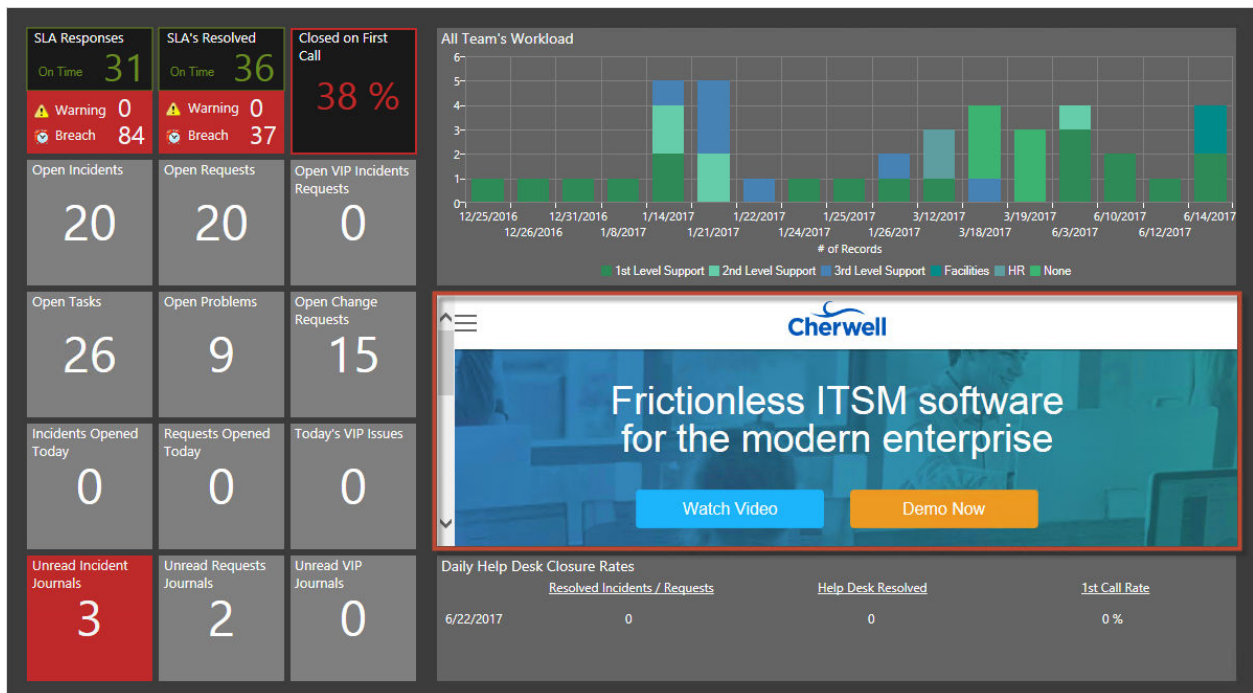 SLA Responses
On Time 31
Warning 0
Breach 84
SLA's Resolved
On Time 36
Warning 0
Breach 37
Closed on First
Call
38 %
Open Incidents
20
Open Requests
20
Open VIP Incidents
Requests
0
Open Tasks
26
Open Problems
9
Open Change
Requests
15
Incidents Opened
Today
0
Requests Opened
Today
0
Today's VIP Issues
0
Unread Incident
Journals
3
Unread Requests
Journals
2
Unread VIP
Journals
0
All Team's Workload
6
5
4
3
2
1
0
12/25/2016 12/31/2016 1/14/2017 1/22/2017 1/25/2017 3/12/2017 3/19/2017 6/10/2017 6/14/2017
12/26/2016 1/8/2017 1/21/2017 1/24/2017 1/26/2017 3/18/2017 6/3/2017 6/12/2017
# of Records
1st Level Support 2nd Level Support 3rd Level Support Facilities HR None
Cherwell
Frictionless ITSM software
for the modern enterprise
Watch Video Demo Now
Daily Help Desk Closure Rates
Resolved Incidents / Requests Help Desk Resolved 1st Call Rate
6/22/2017 0 0 0 %